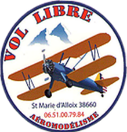 VOL LIBRE
St Marie d'Alloix 38660
06.51.00.79.84
AÉROMODÉLISME